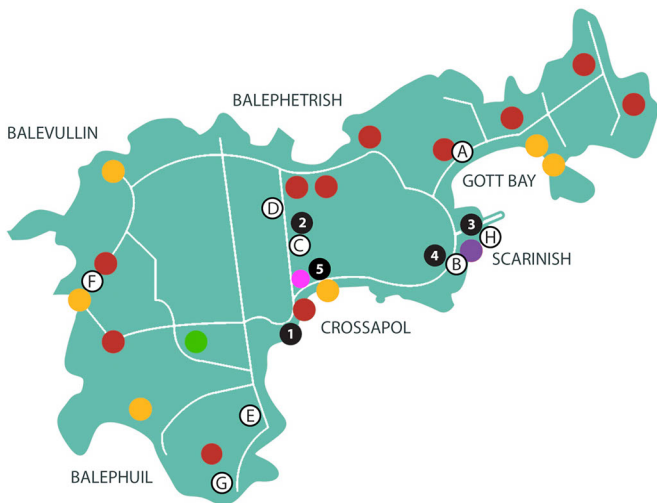 BALEPHETRISH
BALEVULLIN
A
GOTT BAY
D
2
3
C
H
4
B
SCARINISH
F
5
CROSSAPOL
1
E
BALEPHUIL
G